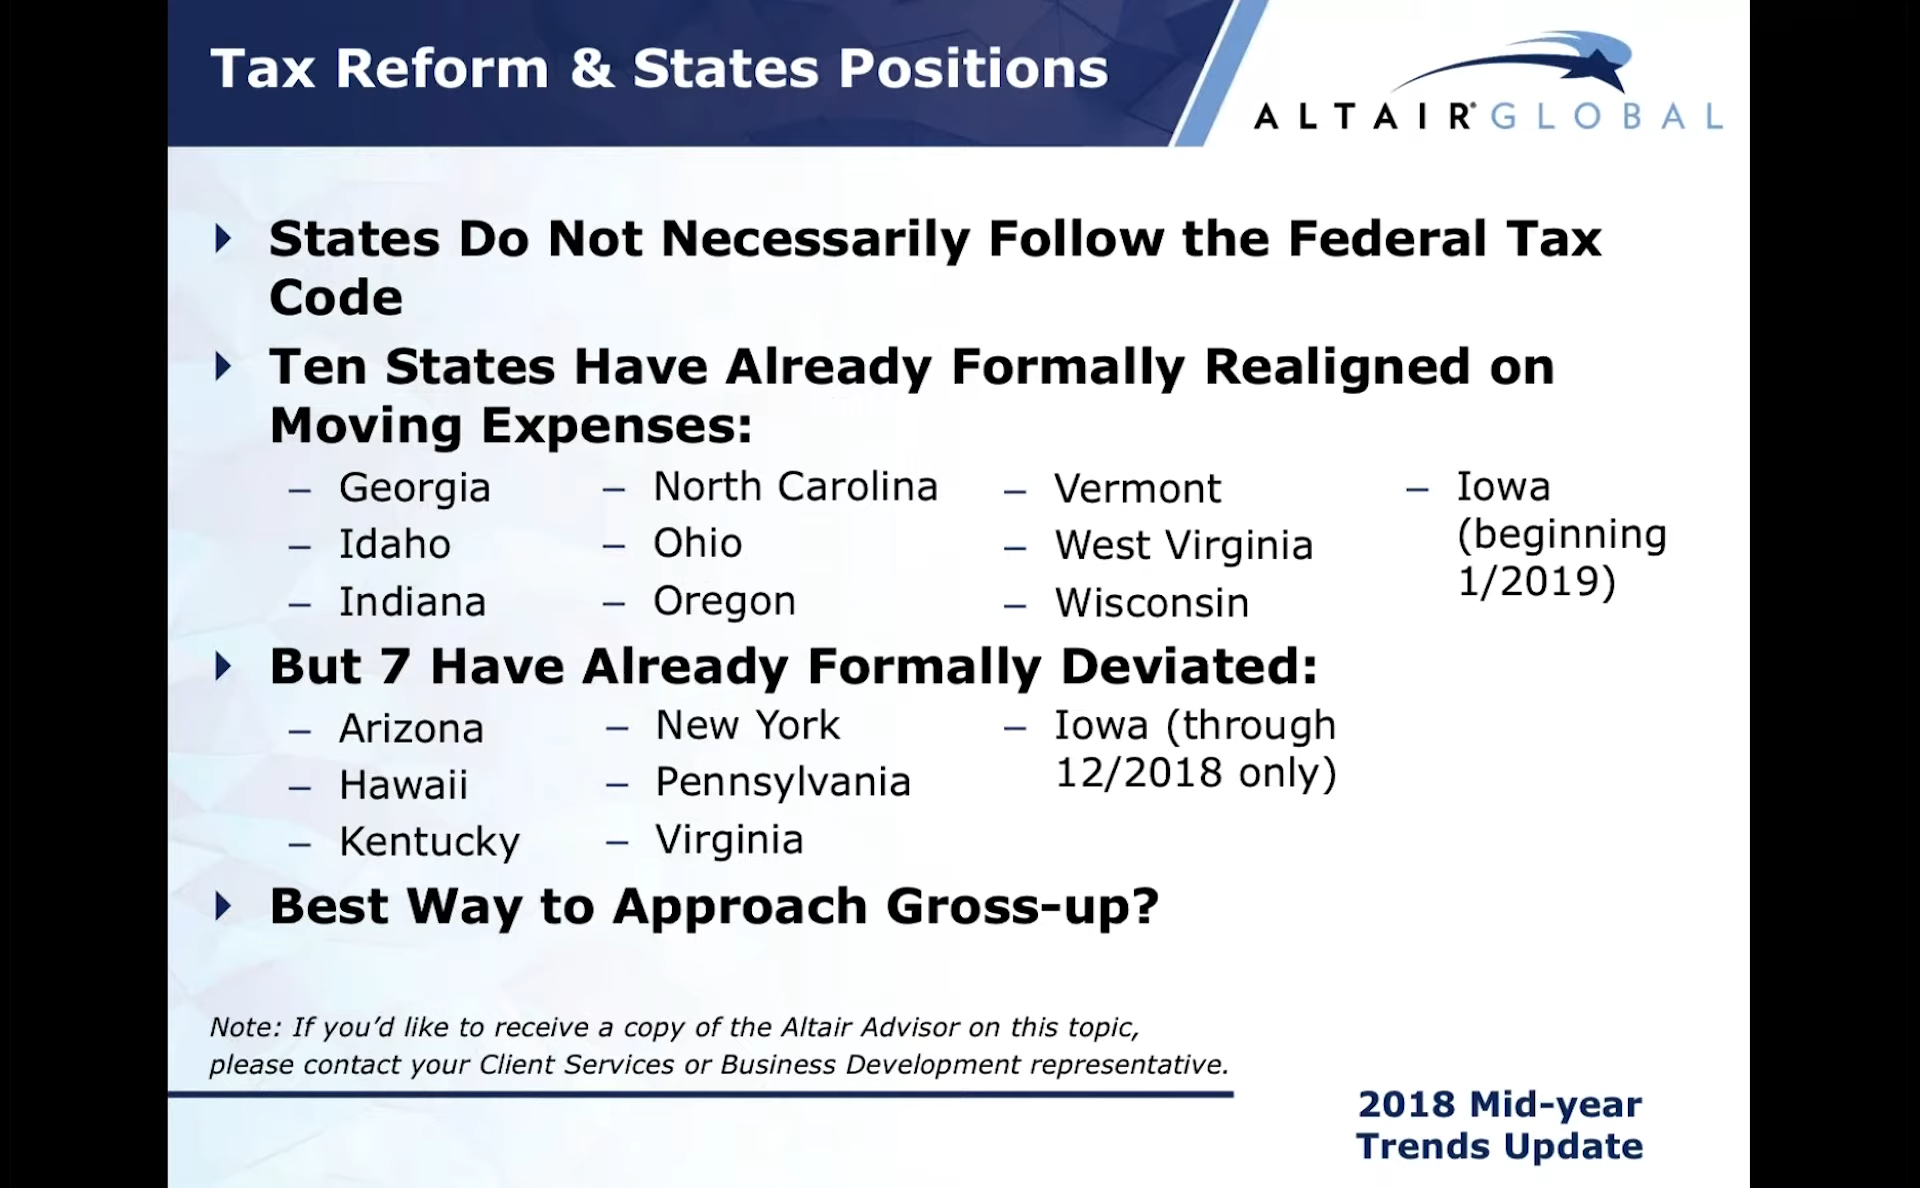 Tax Reform & States Positions
ALTAIR® GLOBAL
States Do Not Necessarily Follow the Federal Tax
Code
Ten States Have Already Formally Realigned on
Moving Expenses:
– Georgia
– Idaho
– Indiana
– North Carolina
– Ohio
– Oregon
– Vermont
– West Virginia
– Wisconsin
– Iowa
(beginning
1/2019)
But 7 Have Already Formally Deviated:
– Arizona
– Hawaii
– Kentucky
– New York
– Pennsylvania
– Virginia
– Iowa (through
12/2018 only)
Best Way to Approach Gross-up?
Note: If you’d like to receive a copy of the Altair Advisor on this topic,
please contact your Client Services or Business Development representative.
2018 Mid-year
Trends Update